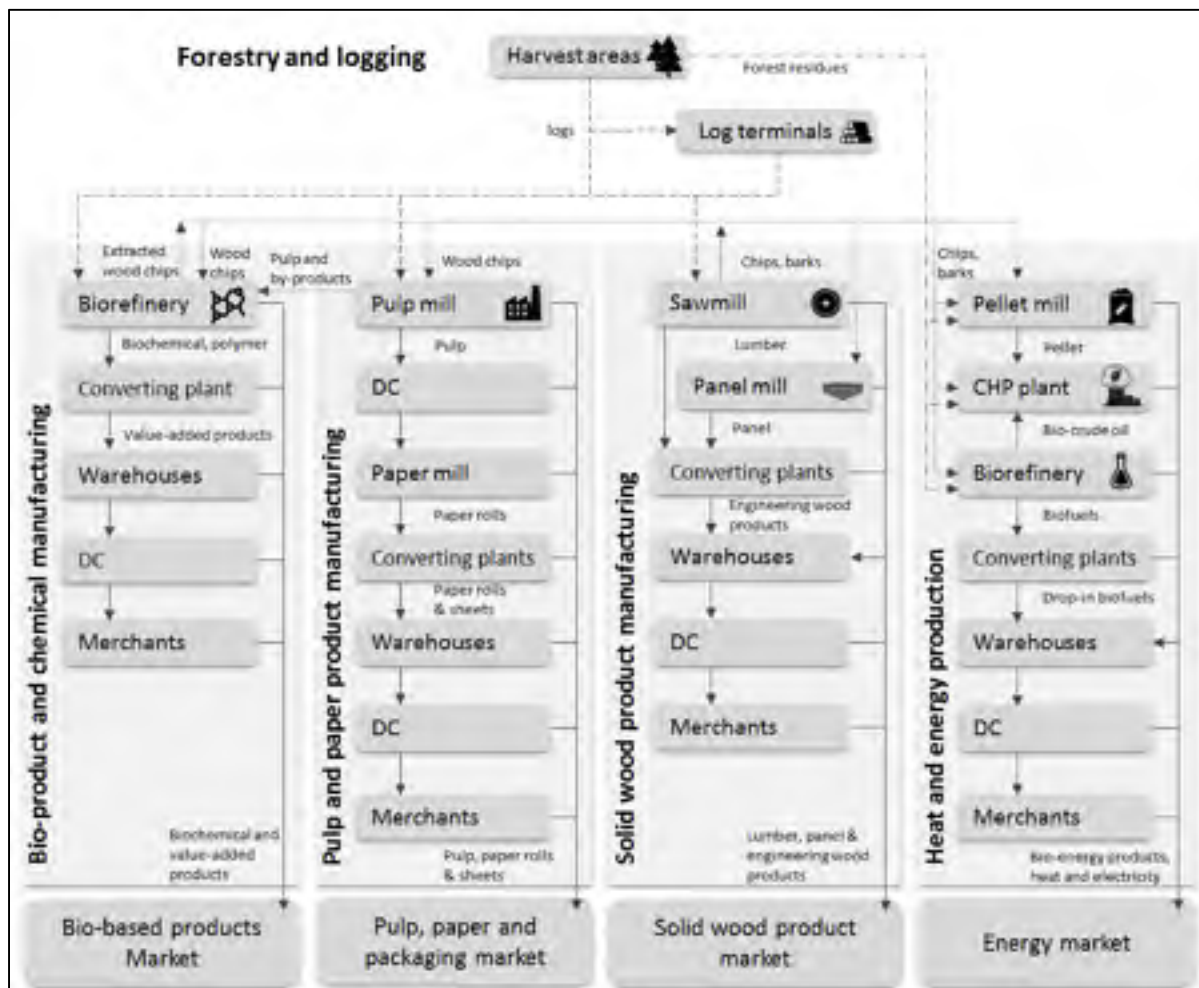 Forestry and logging
Harvest areas
Forest residues
logs
Log terminals
Bio-product and chemical manufacturing
Extracted
wood chips
Wood
chips
Pulp and
by-products
Biorefinery
Biochemical, polymer
Converting plant
Value-added products
Warehouses
DC
Merchants
Biochemical and
value-added
products
Bio-based products
Market
Pulp and paper product manufacturing
Wood chips
Pulp mill
Pulp
DC
Paper mill
Paper rolls
Converting plants
Paper rolls
& sheets
Warehouses
DC
Merchants
Pulp, paper rolls
& sheets
Pulp, paper and
packaging market
Solid wood product manufacturing
Chips, barks
Sawmill
Lumber
Panel mill
Panel
Converting plants
Engineering wood
products
Warehouses
DC
Merchants
Lumber, panel &
engineering wood
products
Solid wood product
market
Heat and energy production
Chips,
barks
Pellet mill
Pellet
CHP plant
Bio-crude oil
Biorefinery
Biofuels
Converting plants
Drop-in biofuels
Warehouses
DC
Merchants
Bio-energy products,
heat and electricity
Energy market